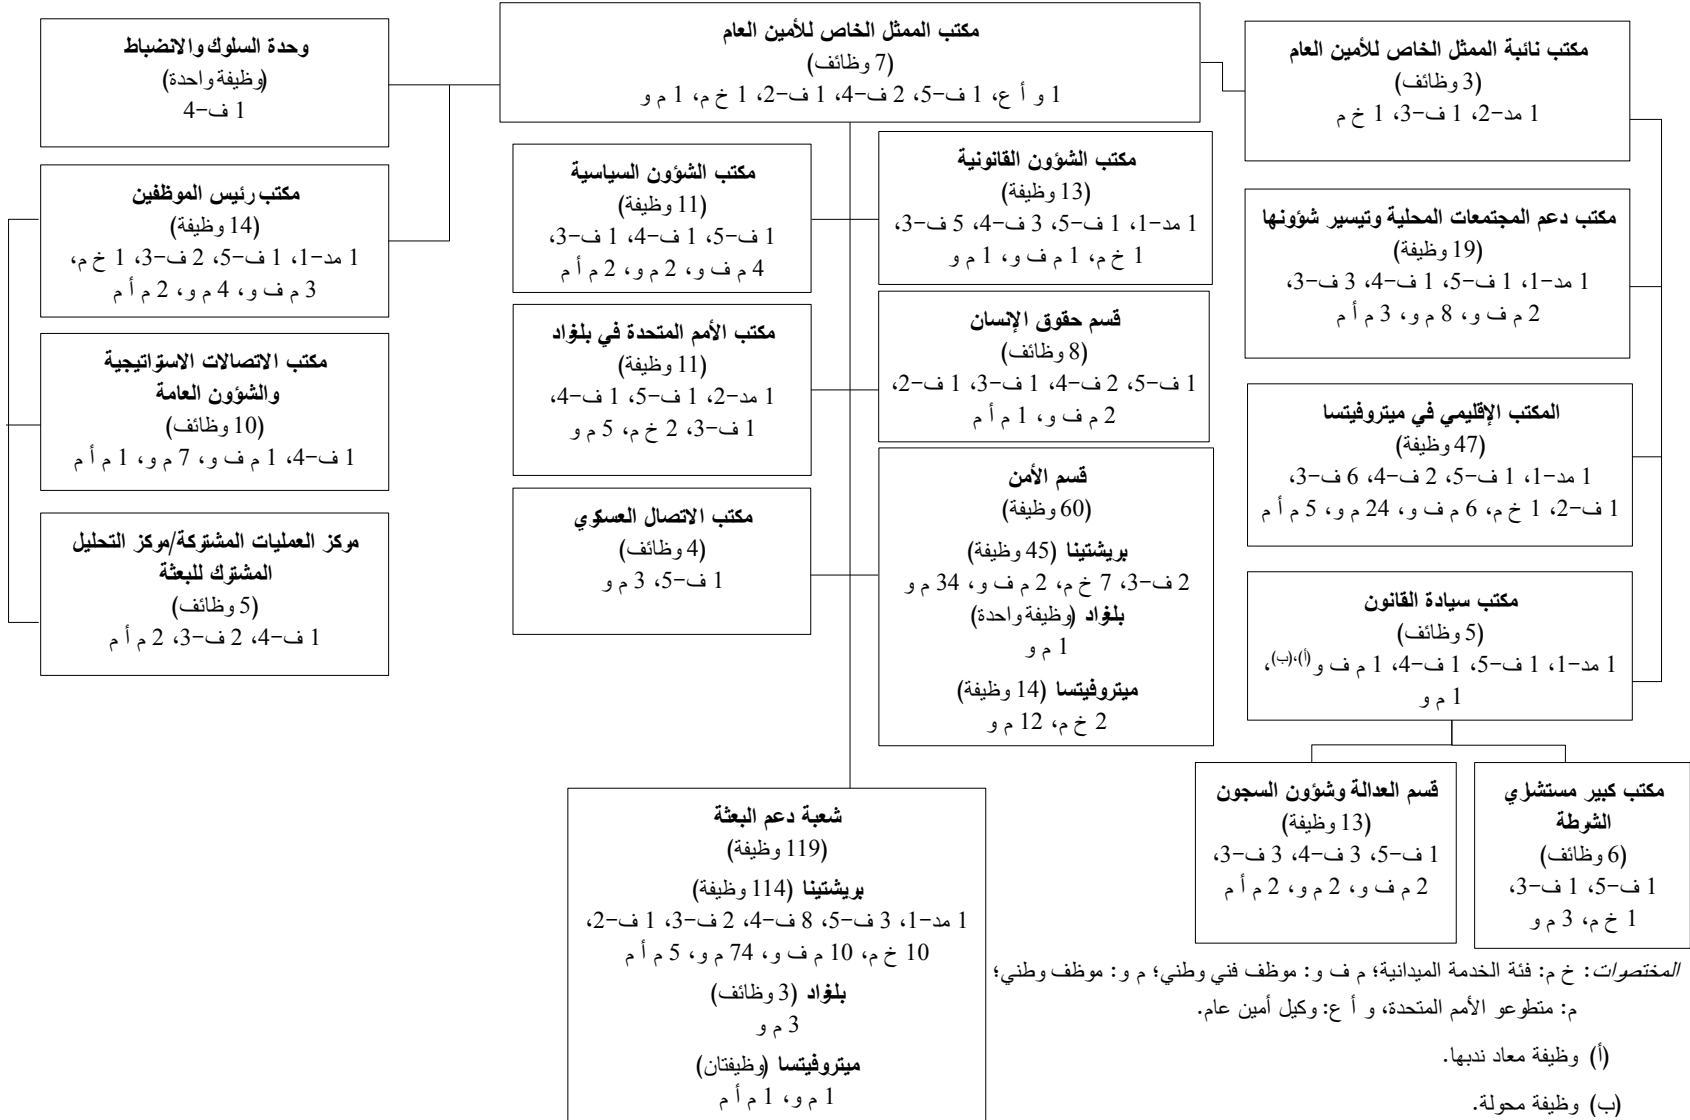 مكتب الممثل الخاص للأمين العام
(7 وظائف)
1 و أ ع، 1 ف-5، 2 ف-4، 1 ف-2، 1 خ م، 1 م و
مكتب نائبة الممثل الخاص للأمين العام
(3 وظائف)
1 مد-2، 1 ف-3، 1 خ م
مكتب دعم المجتمعات المحلية وتيسير شؤونها
(19 وظيفة)
1 مد-1، 1 ف-5، 1 ف-4، 3 ف-3،
2 م ف و، 8 م و، 3 م أ م
المكتب الإقليمي في ميتروفيتسا
(47 وظيفة)
1 مد-1، 1 ف-5، 2 ف-4، 6 ف-3،
1 ف-2، 1 خ م، 6 م ف و، 24 م و، 5 م أ م
مكتب سيادة القانون
(5 وظائف)
1 مد-1، 1 ف-5، 1 ف-4، 1 م ف و(أ)،(ب)،
1 م و
مكتب كبير مستشاري
الشرطة
(6 وظائف)
1 ف-5، 1 ف-3،
1 خ م، 3 م و
قسم العدالة وشؤون السجون
(13 وظيفة)
1 ف-5، 3 ف-4، 3 ف-3،
2 م ف و، 2 م و، 2 م أ م
مكتب الشؤون القانونية
(13 وظيفة)
1 مد-1، 1 ف-5، 3 ف-4، 5 ف-3،
1 خ م، 1 م ف و، 1 م و
قسم حقوق الإنسان
(8 وظائف)
1 ف-5، 2 ف-4، 1 ف-3، 1 ف-2،
2 م ف و، 1 م أ م
قسم الأمن
(60 وظيفة)
بريشتينا (45 وظيفة)
2 ف-3، 7 خ م، 2 م ف و، 34 م و
بلغراد (وظيفة واحدة)
1 م و
ميتروفيتسا (14 وظيفة)
2 خ م، 12 م و
مكتب الشؤون السياسية
(11 وظيفة)
1 ف-5، 1 ف-4، 1 ف-3،
4 م ف و، 2 م و، 2 م أ م
مكتب الأمم المتحدة في بلغراد
(11 وظيفة)
1 مد-2، 1 ف-5، 1 ف-4،
1 ف-3، 2 خ م، 5 م و
مكتب الاتصال العسكري
(4 وظائف)
1 ف-5، 3 م و
شعبة دعم البعثة
(119 وظيفة)
بريشتينا (114 وظيفة)
1 مد-1، 3 ف-5، 8 ف-4، 2 ف-3، 1 ف-2،
10 خ م، 10 م ف و، 74 م و، 5 م أ م
بلغراد (3 وظائف)
3 م و
ميتروفيتسا (وظيفتان)
1 م و، 1 م أ م
وحدة السلوك والانضباط
(وظيفة واحدة)
1 ف-4
مكتب رئيس الموظفين
(14 وظيفة)
1 مد-1، 1 ف-5، 2 ف-3، 1 خ م،
3 م ف و، 4 م و، 2 م أ م
مكتب الاتصالات الاستراتيجية
والشؤون العامة
(10 وظائف)
1 ف-4، 1 م ف و، 7 م و، 1 م أ م
مركز العمليات المشتركة/مركز التحليل
المشترك للبعثة
(5 وظائف)
1 ف-4، 2 ف-3، 2 م أ م
المختصرات: خ م: فئة الخدمة الميدانية؛ م ف و: موظف فني وطني؛ م و: موظف وطني؛
م: متطوعو الأمم المتحدة، و أ ع: وكيل أمين عام.
(أ) وظيفة معاد ندبها.
(ب) وظيفة محولة.